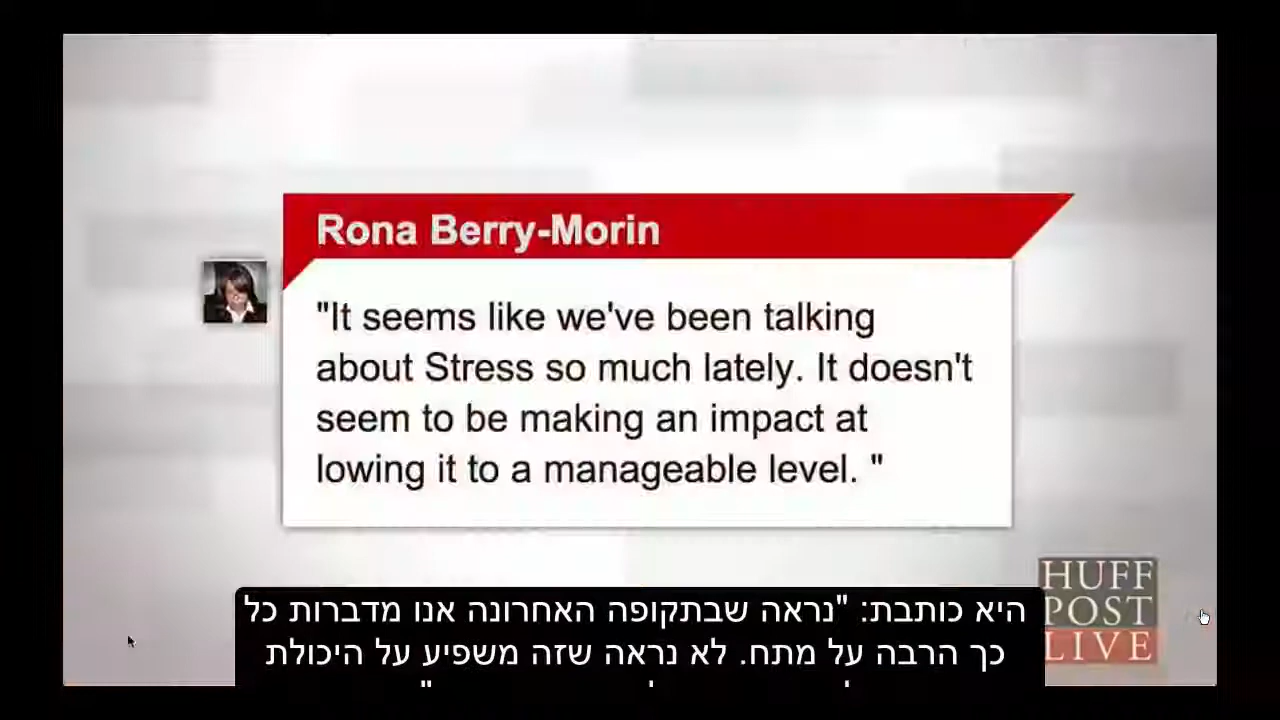 Rona Berry-Morin
"It seems like we've been talking
about Stress so much lately. It doesn't
seem to be making an impact at
lowing it to a manageable level. "
HUFF
POST
LIVE
היא כותבת: "נראה שבתקופה האחרונה אנו מדברות כל
כך הרבה על מתח. לא נראה שזה משפיע על היכולת